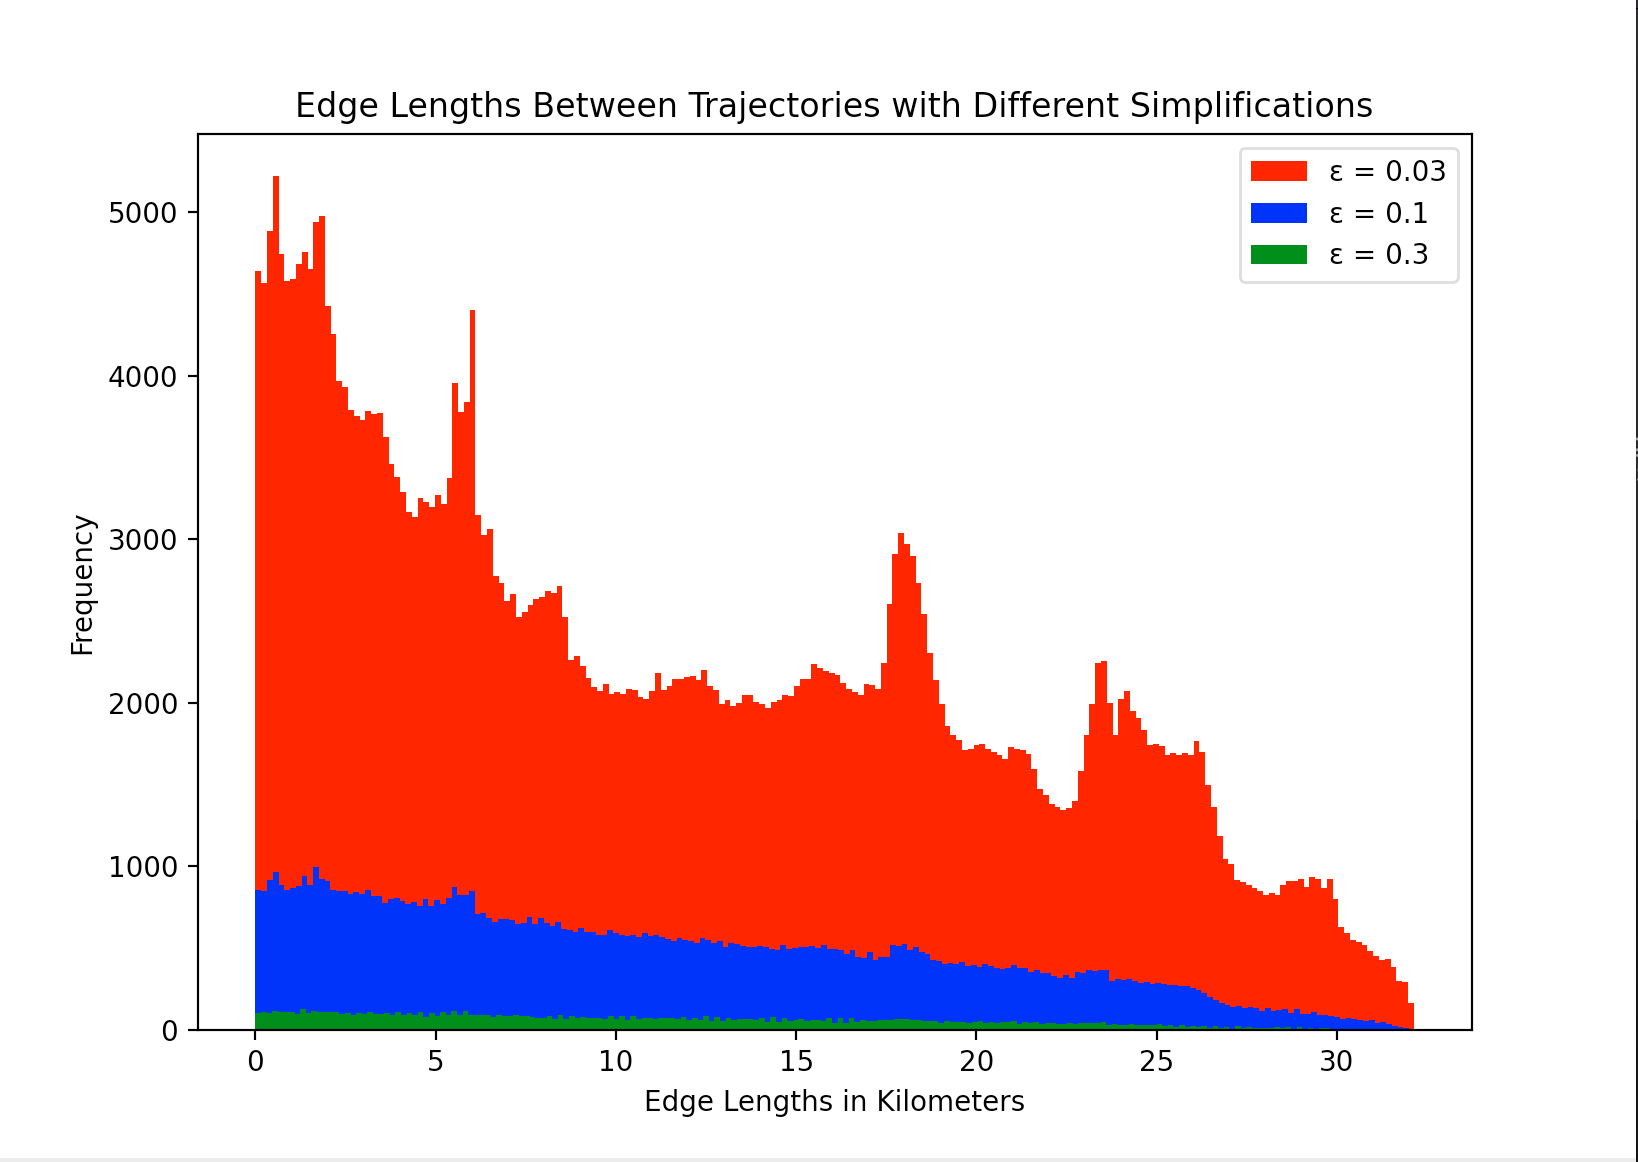 Edge Lengths Between Trajectories with Different Simplifications
ε = 0.03
ε = 0.1
ε = 0.3
5000
4000
3000
2000
1000
0
Frequency
0 5 10 15 20 25 30
Edge Lengths in Kilometers